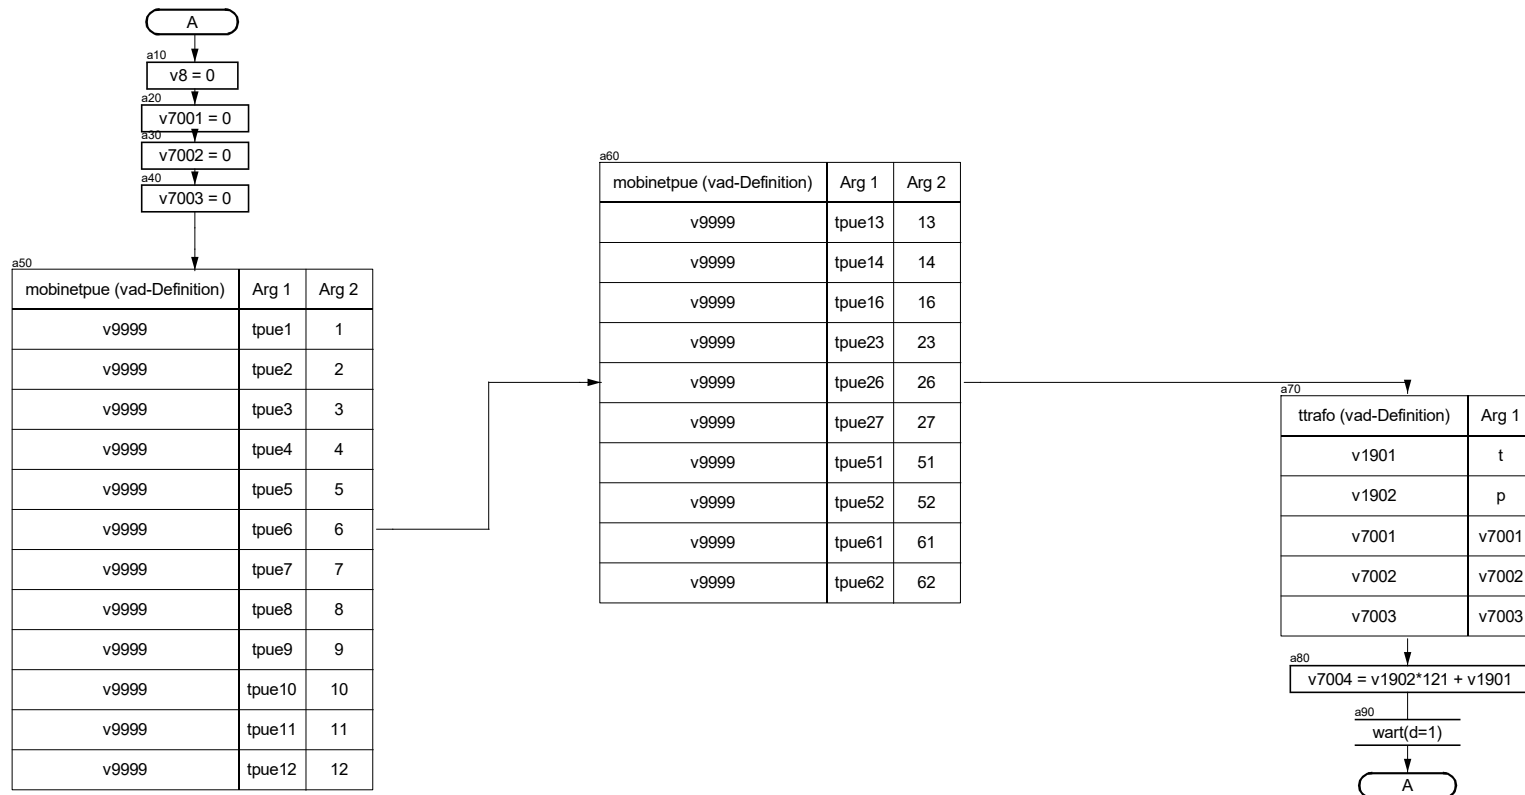 A
a10
v8 = 0
a20
v7001 = 0
a30
v7002 = 0
a40
v7003 = 0
a50
mobinetpue (vad-Definition) Arg 1 Arg 2
v9999 tpue1 1
v9999 tpue2 2
v9999 tpue3 3
v9999 tpue4 4
v9999 tpue5 5
v9999 tpue6 6
v9999 tpue7 7
v9999 tpue8 8
v9999 tpue9 9
v9999 tpue10 10
v9999 tpue11 11
v9999 tpue12 12
a60
mobinetpue (vad-Definition) Arg 1 Arg 2
v9999 tpue13 13
v9999 tpue14 14
v9999 tpue16 16
v9999 tpue23 23
v9999 tpue26 26
v9999 tpue27 27
v9999 tpue51 51
v9999 tpue52 52
v9999 tpue61 61
v9999 tpue62 62
a70
ttrafo (vad-Definition) Arg 1
v1901 t
v1902 p
v7001 v7001
v7002 v7002
v7003 v7003
a80
v7004 = v1902*121 + v1901
a90
wart(d=1)
A